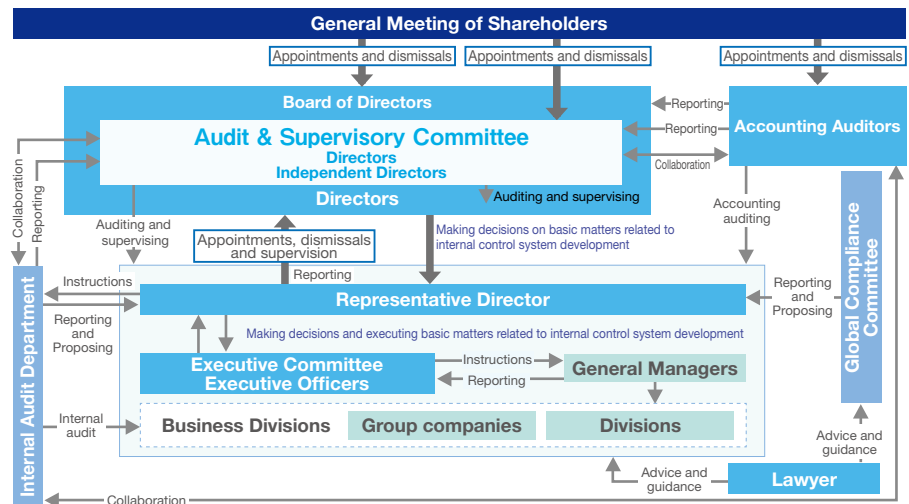 General Meeting of Shareholders
Appointments and dismissals
Appointments and dismissals
Appointments and dismissals
Board of Directors
Audit & Supervisory Committee
Directors
Independent Directors
Directors
Auditing and supervising
Reporting
Reporting
Collaboration
Accounting Auditors
Collaboration
Reporting
Auditing and
supervising
Appointments, dismissals
and supervision
Reporting
Making decisions on basic matters related to
internal control system development
Accounting
auditing
Global Compliance
Committee
Internal Audit Department
Instructions
Reporting
and
Proposing
Representative Director
Reporting
and
Proposing
Making decisions and executing basic matters related to internal control system development
Executive Committee
Executive Officers
Instructions
Reporting
General Managers
Internal
audit
Business Divisions
Group companies
Divisions
Advice and
guidance
Advice and
guidance
Lawyer
Collaboration